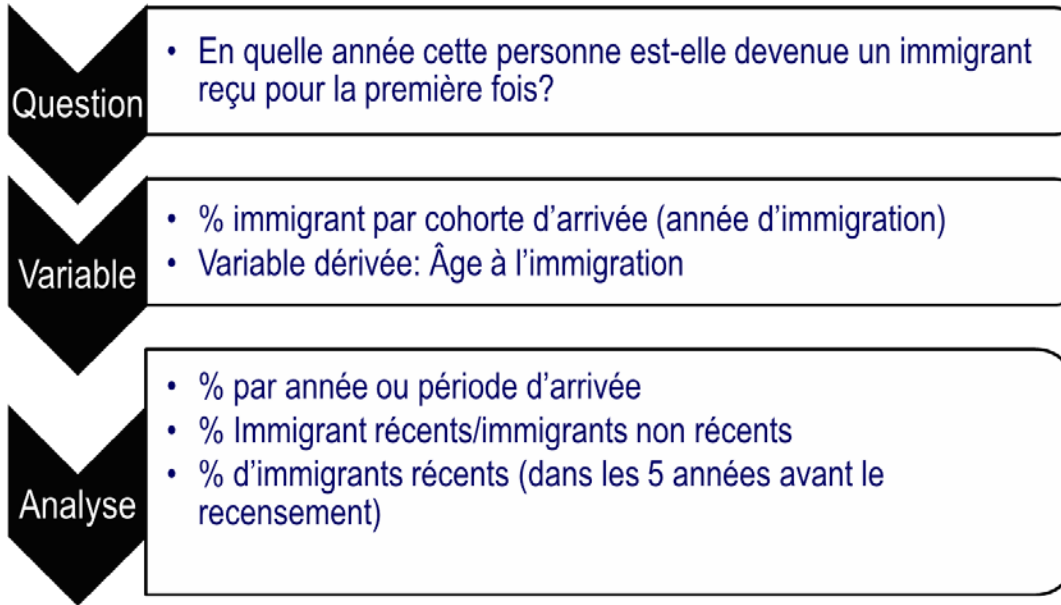 Question
• En quelle année cette personne est-elle devenue un immigrant
reçu pour la première fois?
Variable
• % immigrant par cohorte d'arrivée (année d'immigration)
• Variable dérivée: Âge à l'immigration
Analyse
• % par année ou période d'arrivée
• % Immigrant récents/immigrants non récents
• % d'immigrants récents (dans les 5 années avant le
recensement)